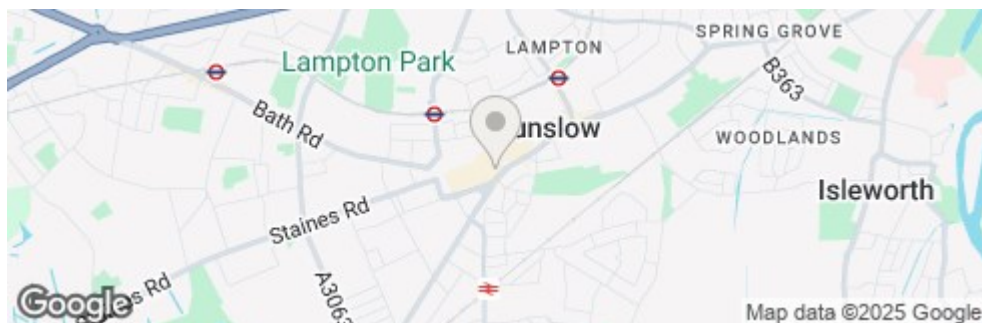 SPRING GROVE
LAMPTON
Lampton Park
B363
Bath Rd
unslow
WOODLANDS
Isleworth
Staines Rd
A3063
Rd
Google
Map data ©2025 Google